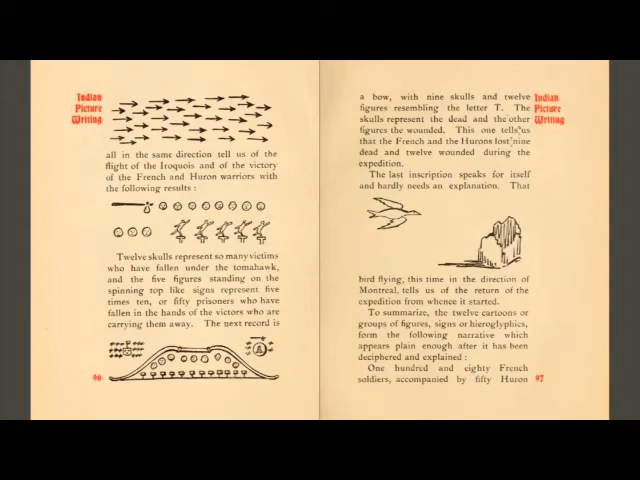 Indian
Picture
Writing
all in the same direction tell us of the
flight of the Iroquois and of the victory
of the French and Huron warriors with
the following results :
Twelve skulls represent so many victims
who have fallen under the tomahawk,
and the five figures standing on the
spinning top like signs represent five
times ten, or fifty prisoners who have
fallen in the hands of the victors who are
carrying them away. The next record is
96
Indian
Picture
Writing
a bow, with nine skulls and twelve
figures resembling the letter T. The
skulls represent the dead and the other
figures the wounded. This one tells us
that the French and the Hurons lost nine
dead and twelve wounded during the
expedition.
The last inscription speaks for itself
and hardly needs an explanation. That
bird flying, this time in the direction of
Montreal, tells us of the return of the
expedition from whence it started.
To summarize, the twelve cartoons or
groups of figures, signs or hieroglyphics,
form the following narrative which
appears plain enough after it has been
deciphered and explained :
One hundred and eighty French
soldiers, accompanied by fifty Huron
97